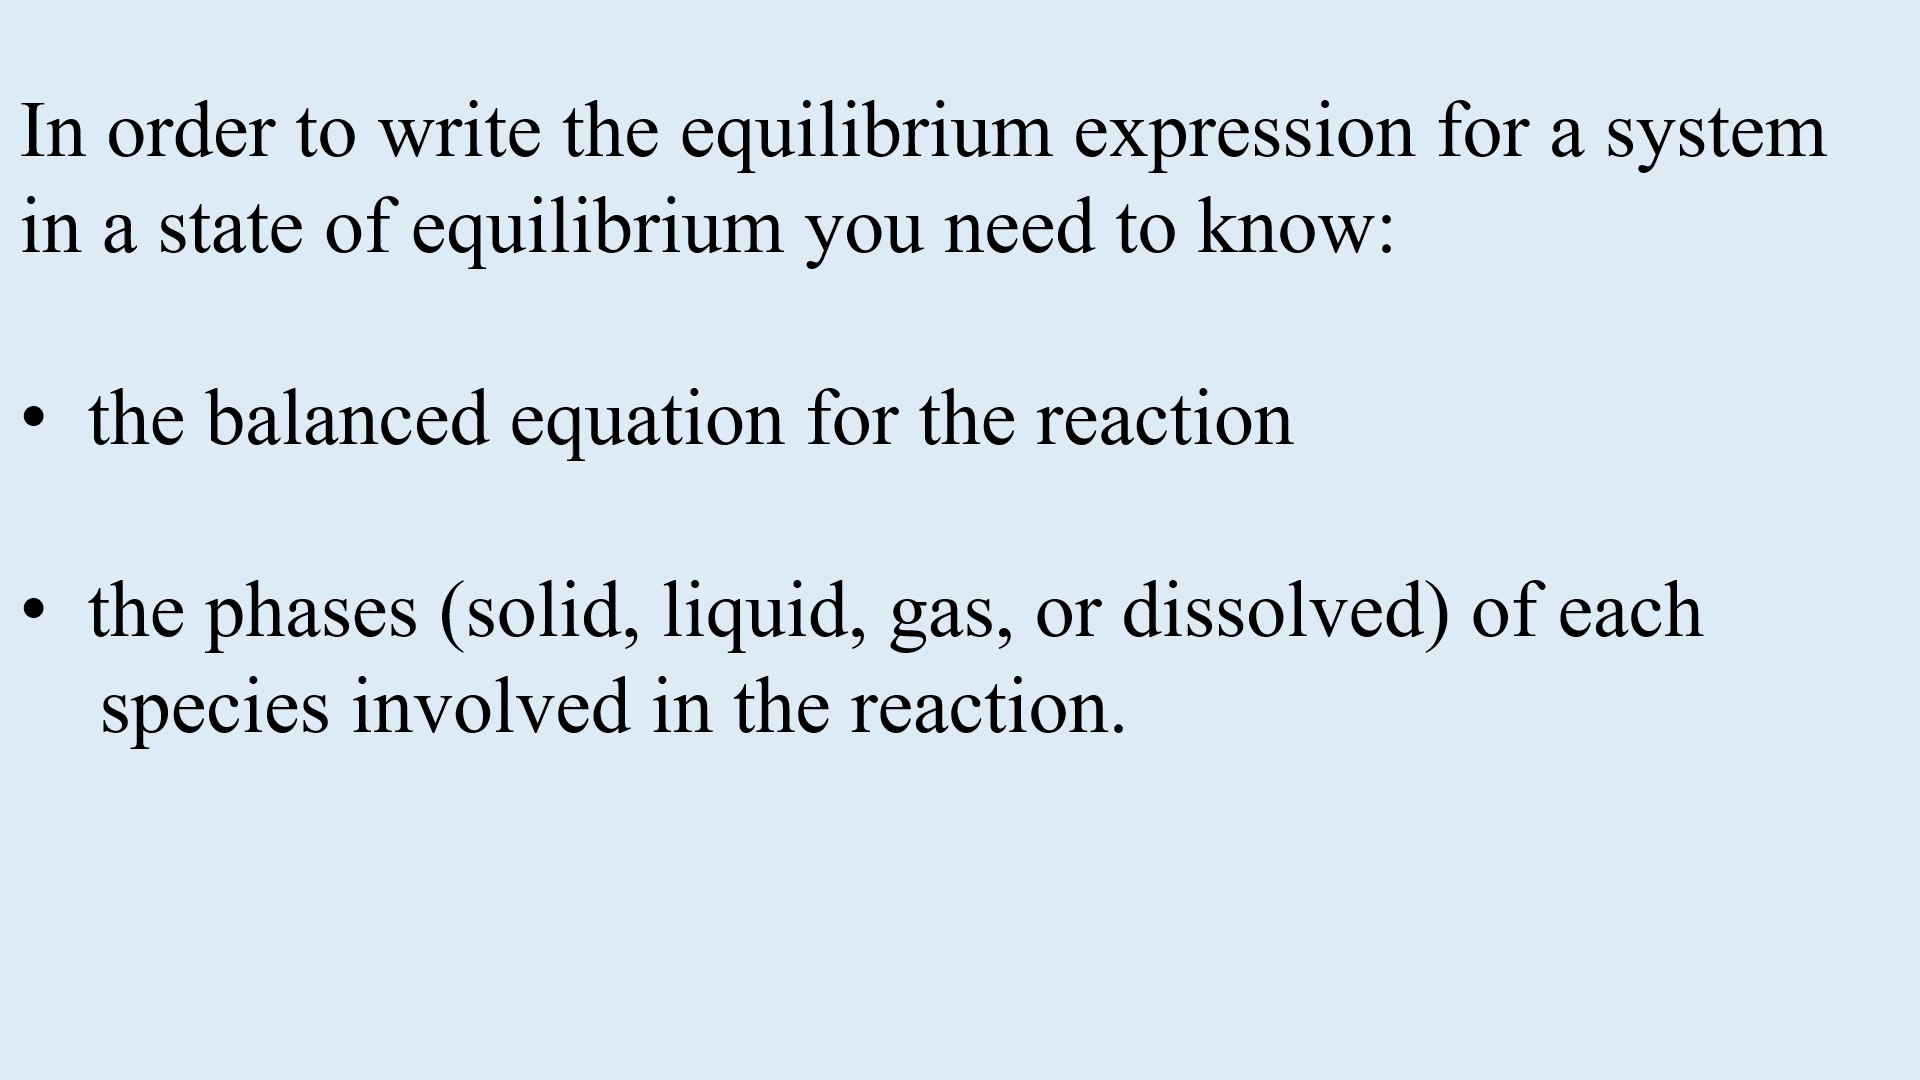 In order to write the equilibrium expression for a system
in a state of equilibrium you need to know:
• the balanced equation for the reaction
• the phases (solid, liquid, gas, or dissolved) of each
species involved in the reaction.